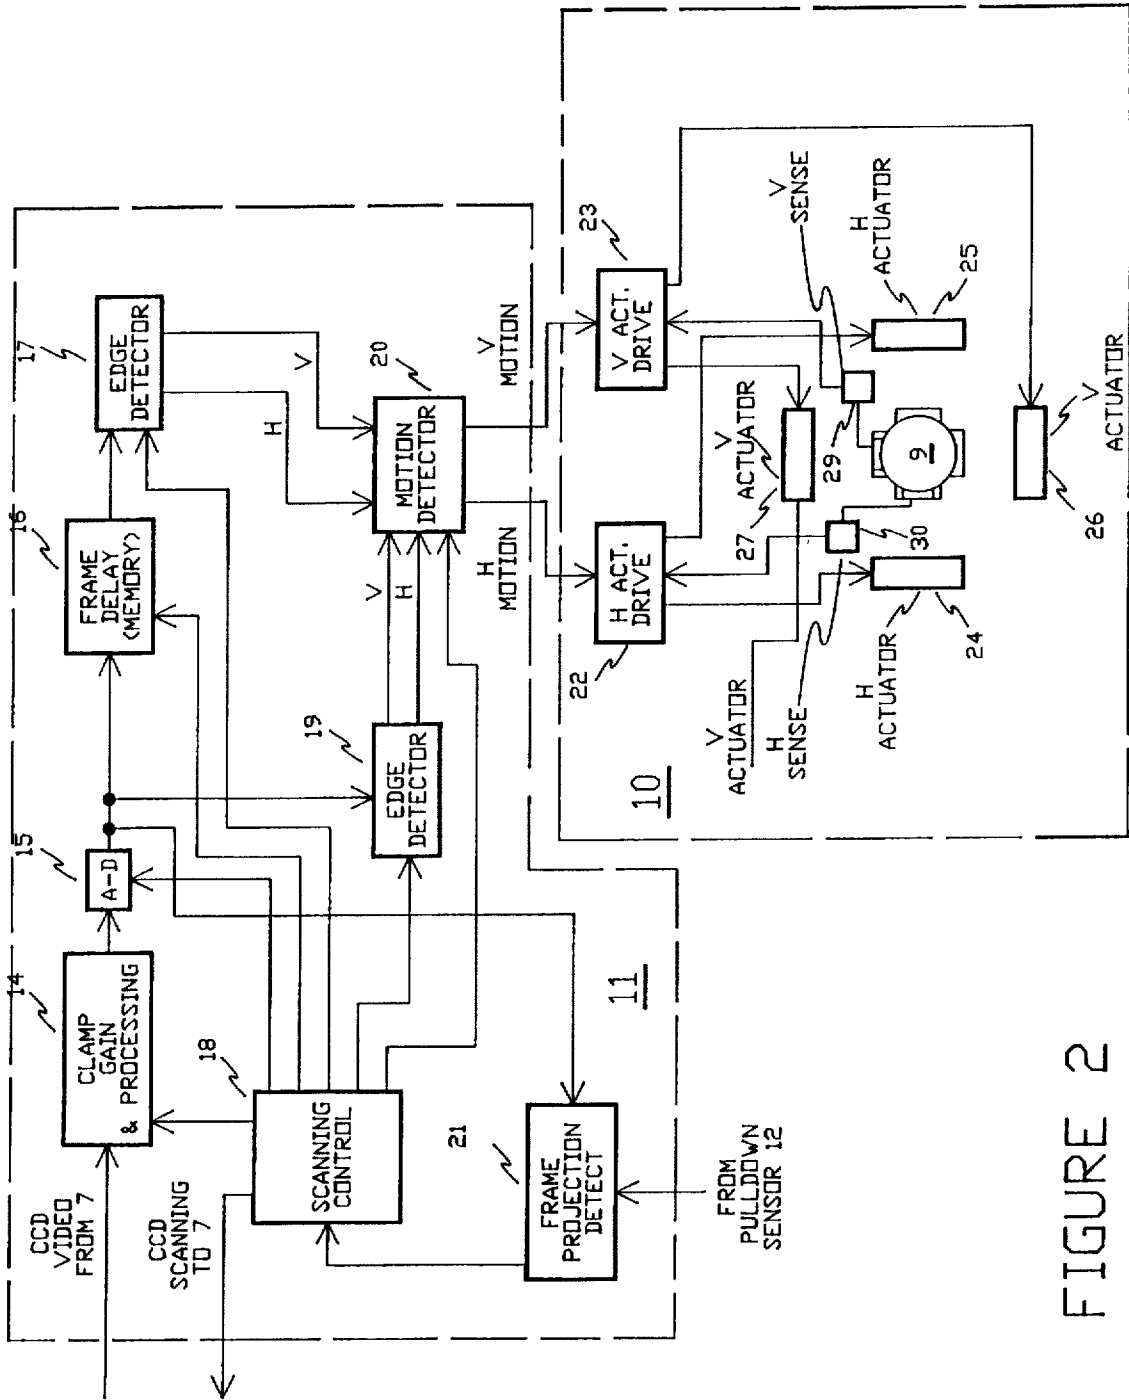 CCD
VIDEO
FROM 7
CCD
SCANNING
TO 7
14
CLAMP
GAIN
& PROCESSING
15
A-D
16
FRAME
DELAY
<MEMORY>
17
EDGE
DETECTOR
18
SCANNING
CONTROL
19
EDGE
DETECTOR
V
H
H
V
20
MOTION
DETECTOR
21
FRAME
PROJECTION
DETECT
FROM
PULLDOWN
SENSOR 12
11
H
MOTION
V
MOTION
10
22
H ACT.
DRIVE
23
V ACT.
DRIVE
V
ACTUATOR
H
SENSE
27
V
ACTUATOR
V
SENSE
29
30
9
H
ACTUATOR
24
H
ACTUATOR
25
26
V
ACTUATOR
FIGURE 2